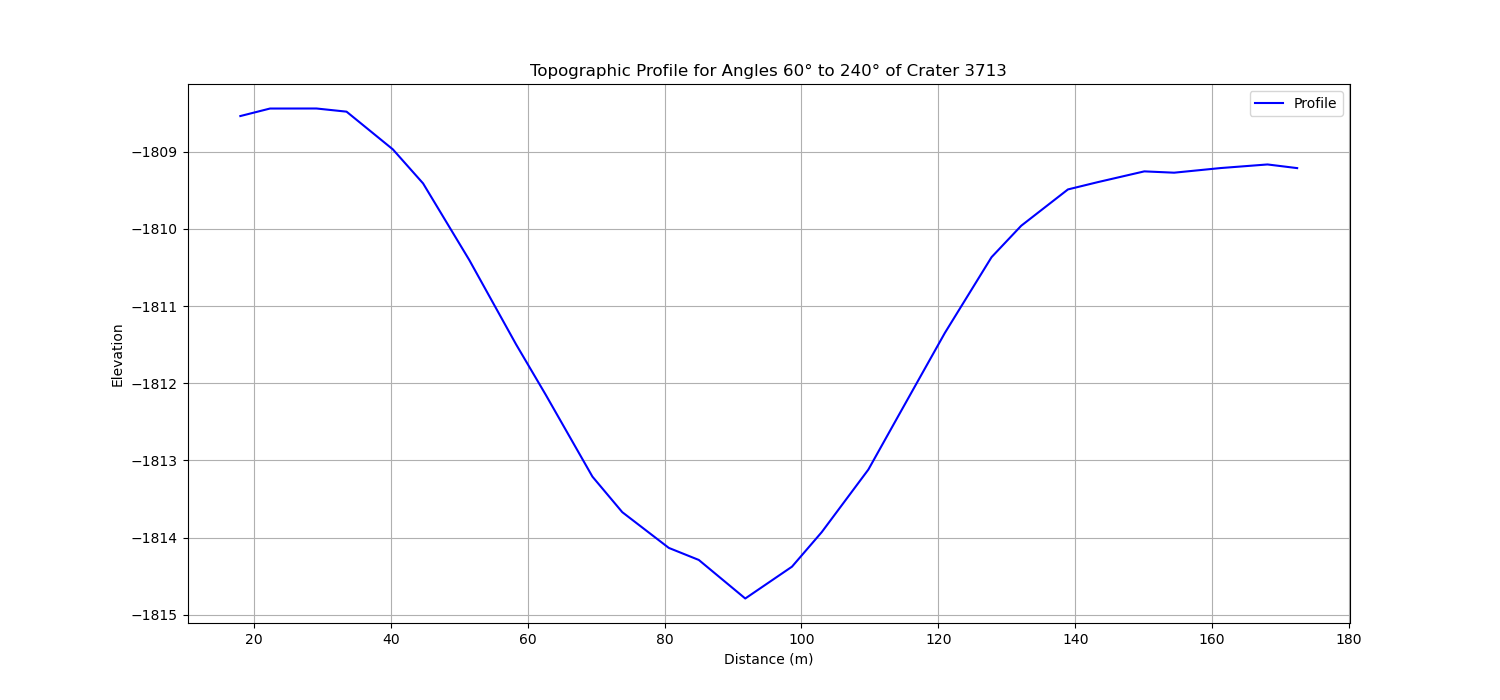 Topographic Profile for Angles 60° to 240° of Crater 3713
Profile
−1809
−1810
−1811
−1812
−1813
−1814
−1815
Elevation
20 40 60 80 100 120 140 160 180
Distance (m)